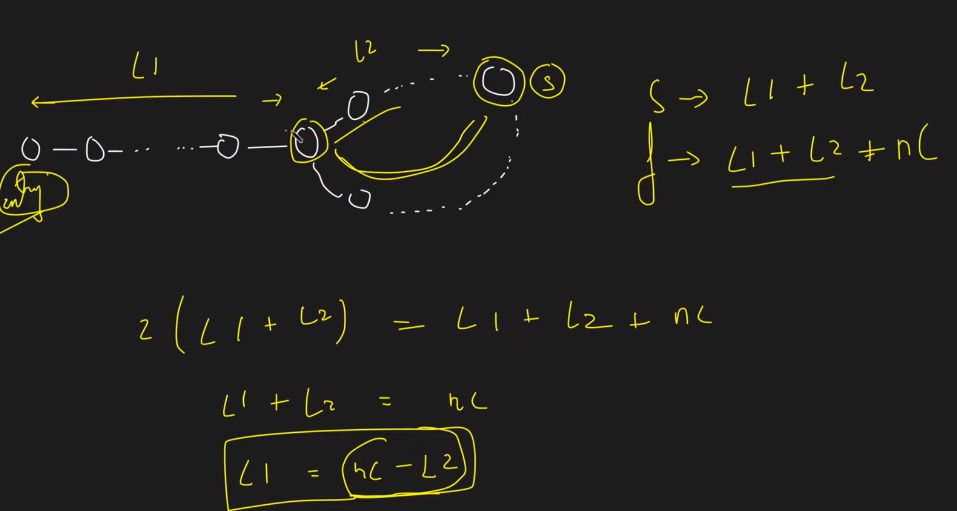 L1
L2
S
entry
S → L1 + L2
f → L1 + L2 + nC
2 (L1 + L2) = L1 + L2 + nC
L1 + L2 = nC
L1 = nC - L2